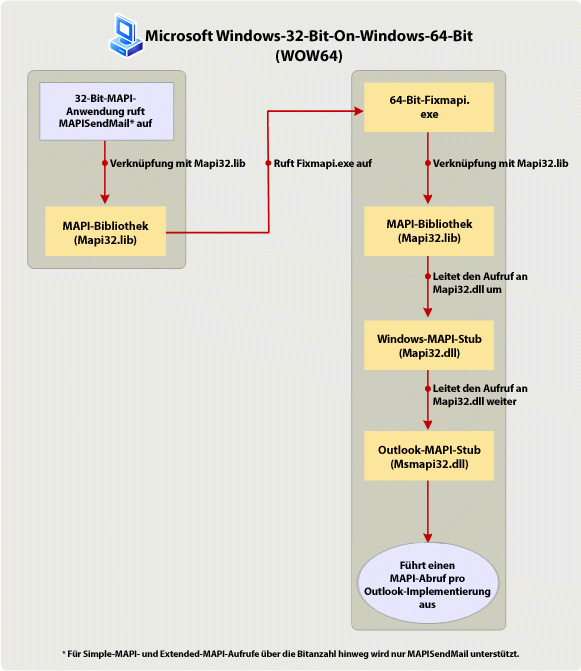 Microsoft Windows-32-Bit-On-Windows-64-Bit
(WOW64)
32-Bit-MAPI-
Anwendung ruft
MAPISendMail* auf
Verknüpfung mit Mapi32.lib
MAPI-Bibliothek
(Mapi32.lib)
Ruft Fixmapi.exe auf
64-Bit-Fixmapi.
exe
Verknüpfung mit Mapi32.lib
MAPI-Bibliothek
(Mapi32.lib)
Leitet den Aufruf an
Mapi32.dll um
Windows-MAPI-Stub
(Mapi32.dll)
Leitet den Aufruf an
Mapi32.dll weiter
Outlook-MAPI-Stub
(Msmapi32.dll)
Führt einen
MAPI-Abruf pro
Outlook-Implementierung
aus
* Für Simple-MAPI- und Extended-MAPI-Aufrufe über die Bitanzahl hinweg wird nur MAPISendMail unterstützt.